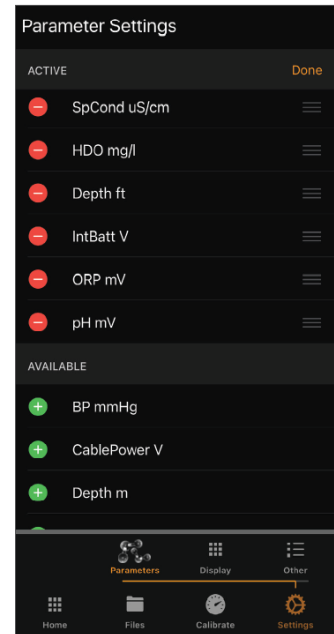 Parameter Settings
ACTIVE Done
SpCond uS/cm
HDO mg/l
Depth ft
IntBatt V
ORP mV
pH mV
AVAILABLE
BP mmHg
CablePower V
Depth m
Parameters Display Other
Home Files Calibrate Settings